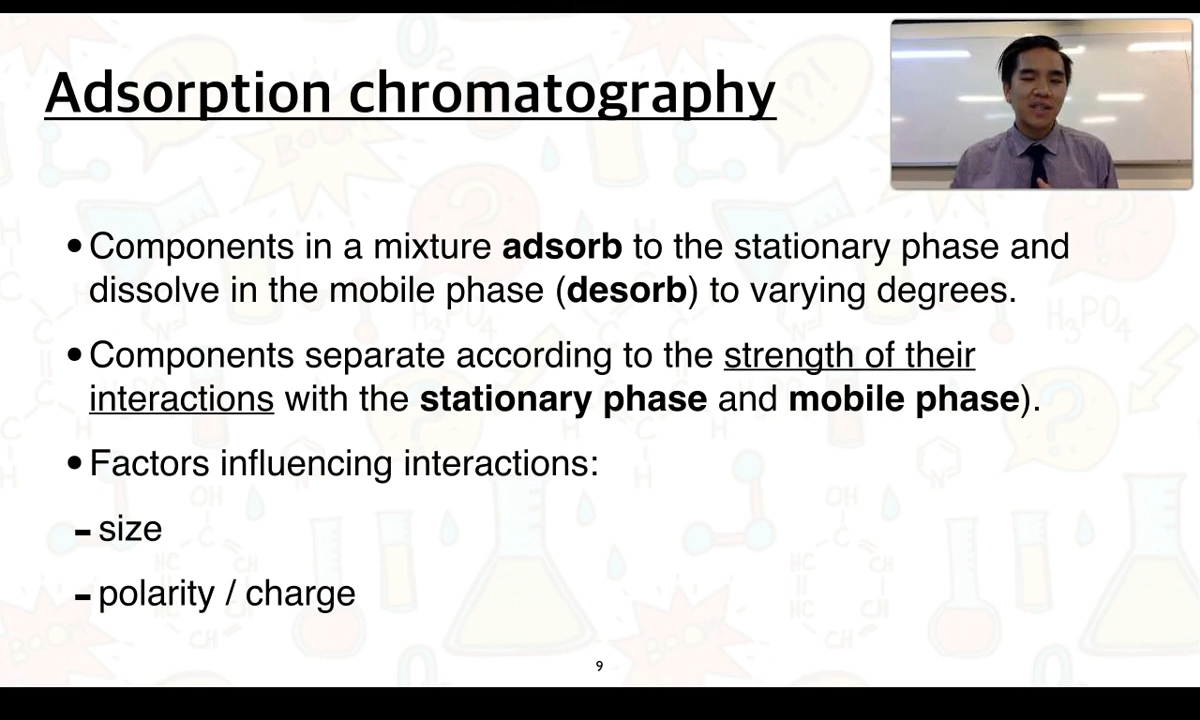 Adsorption chromatography
•Components in a mixture adsorb to the stationary phase and
dissolve in the mobile phase (desorb) to varying degrees.
•Components separate according to the strength of their
interactions with the stationary phase and mobile phase).
•Factors influencing interactions:
- size
- polarity / charge
9